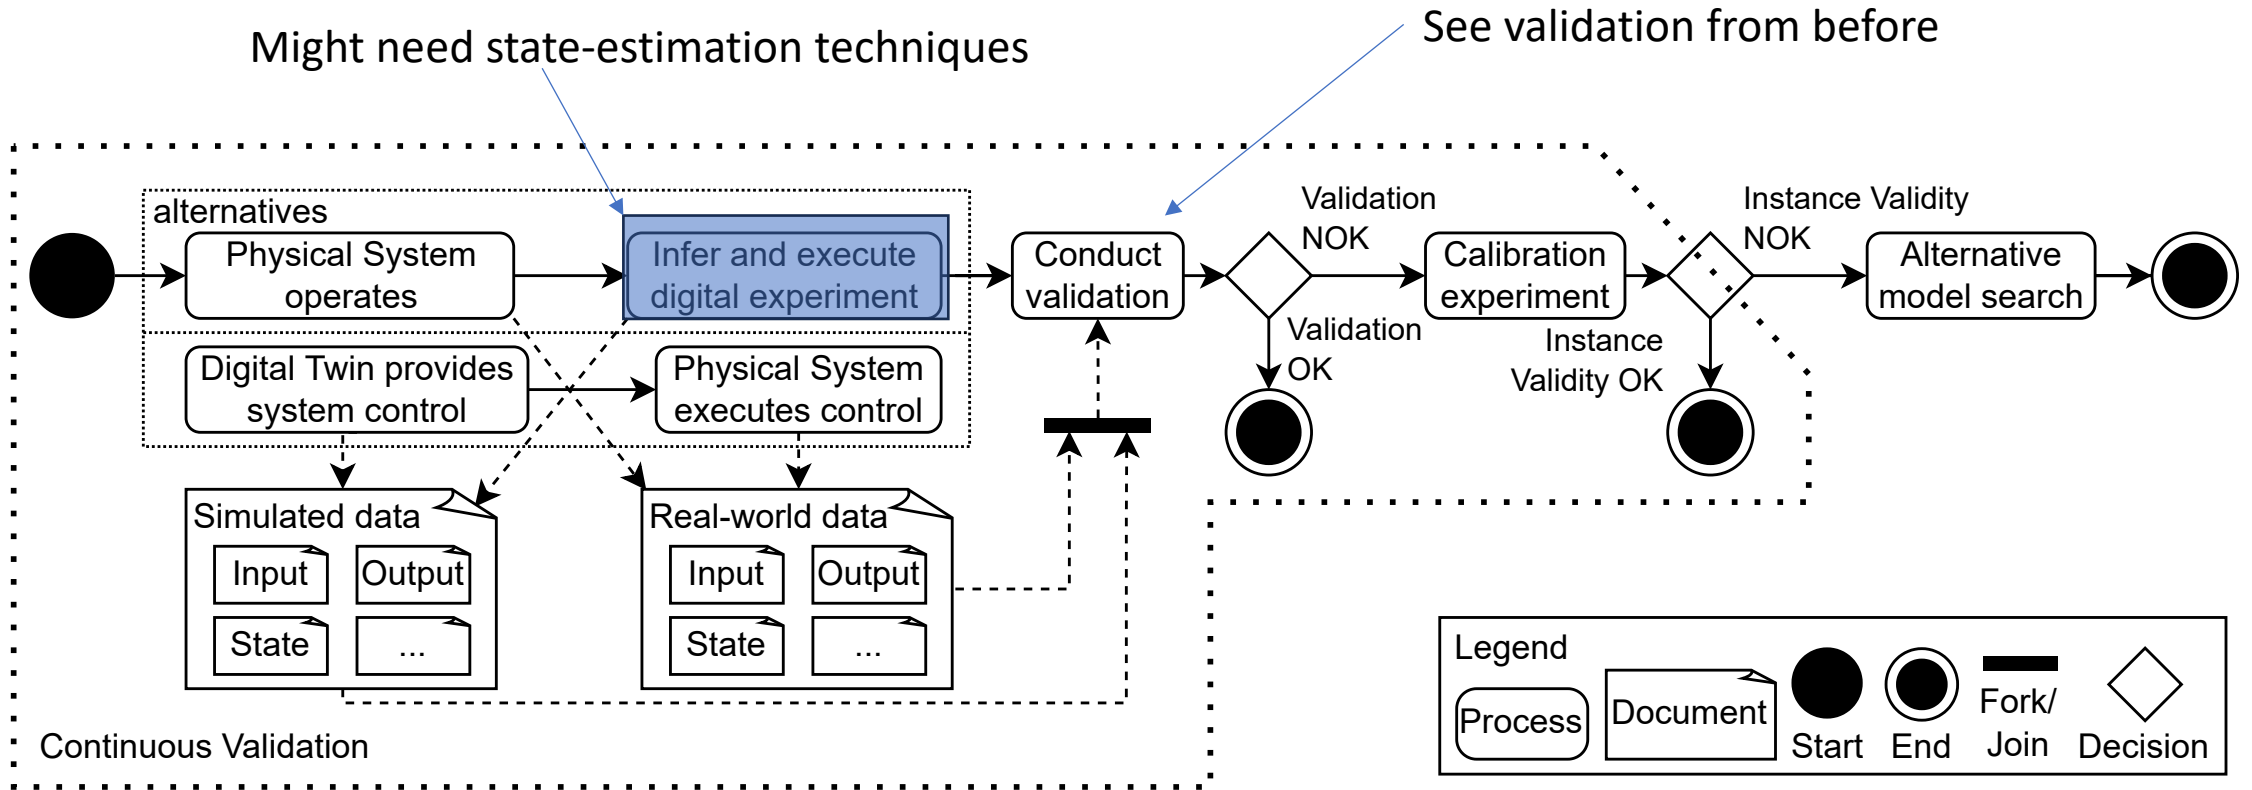 See validation from before
Might need state-estimation techniques
alternatives
Physical System
operates
Infer and execute
digital experiment
Digital Twin provides
system control
Physical System
executes control
Conduct
validation
Validation
NOK
Validation
OK
Calibration
experiment
Instance Validity
NOK
Instance
Validity OK
Alternative
model search
Simulated data
Input
Output
State
...
Real-world data
Input
Output
State
...
Continuous Validation
Legend
Process
Document
Start
End
Fork/
Join
Decision